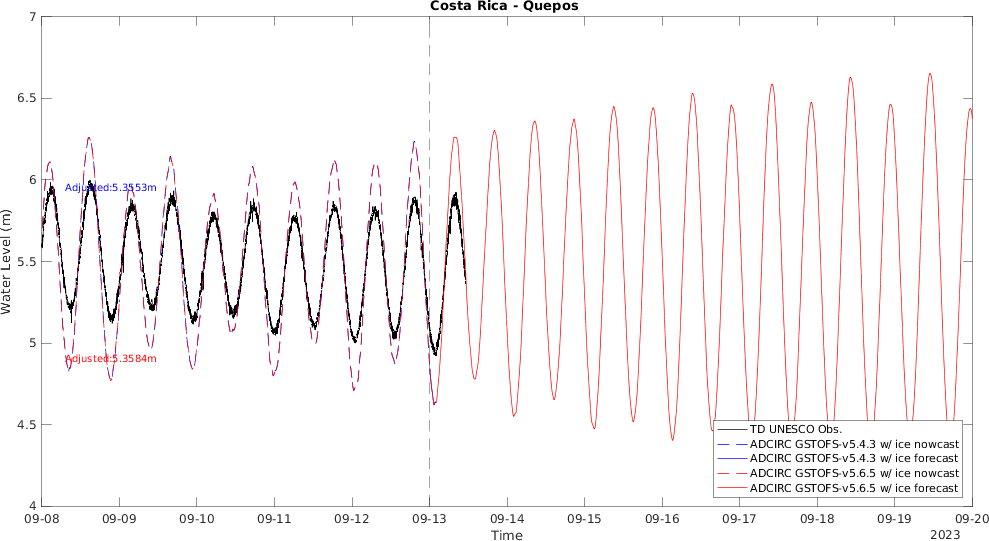 Costa Rica - Quepos
7
6.5
6
5.5
5
4.5
4
Water Level (m)
Adjusted:5.3553m
Adjusted:5.3584m
TD UNESCO Obs.
ADCIRC GSTOFS-v5.4.3 w/ ice nowcast
ADCIRC GSTOFS-v5.4.3 w/ ice forecast
ADCIRC GSTOFS-v5.6.5 w/ ice nowcast
ADCIRC GSTOFS-v5.6.5 w/ ice forecast
09-08 09-09 09-10 09-11 09-12 09-13 09-14 09-15 09-16 09-17 09-18 09-19 09-20
Time
2023